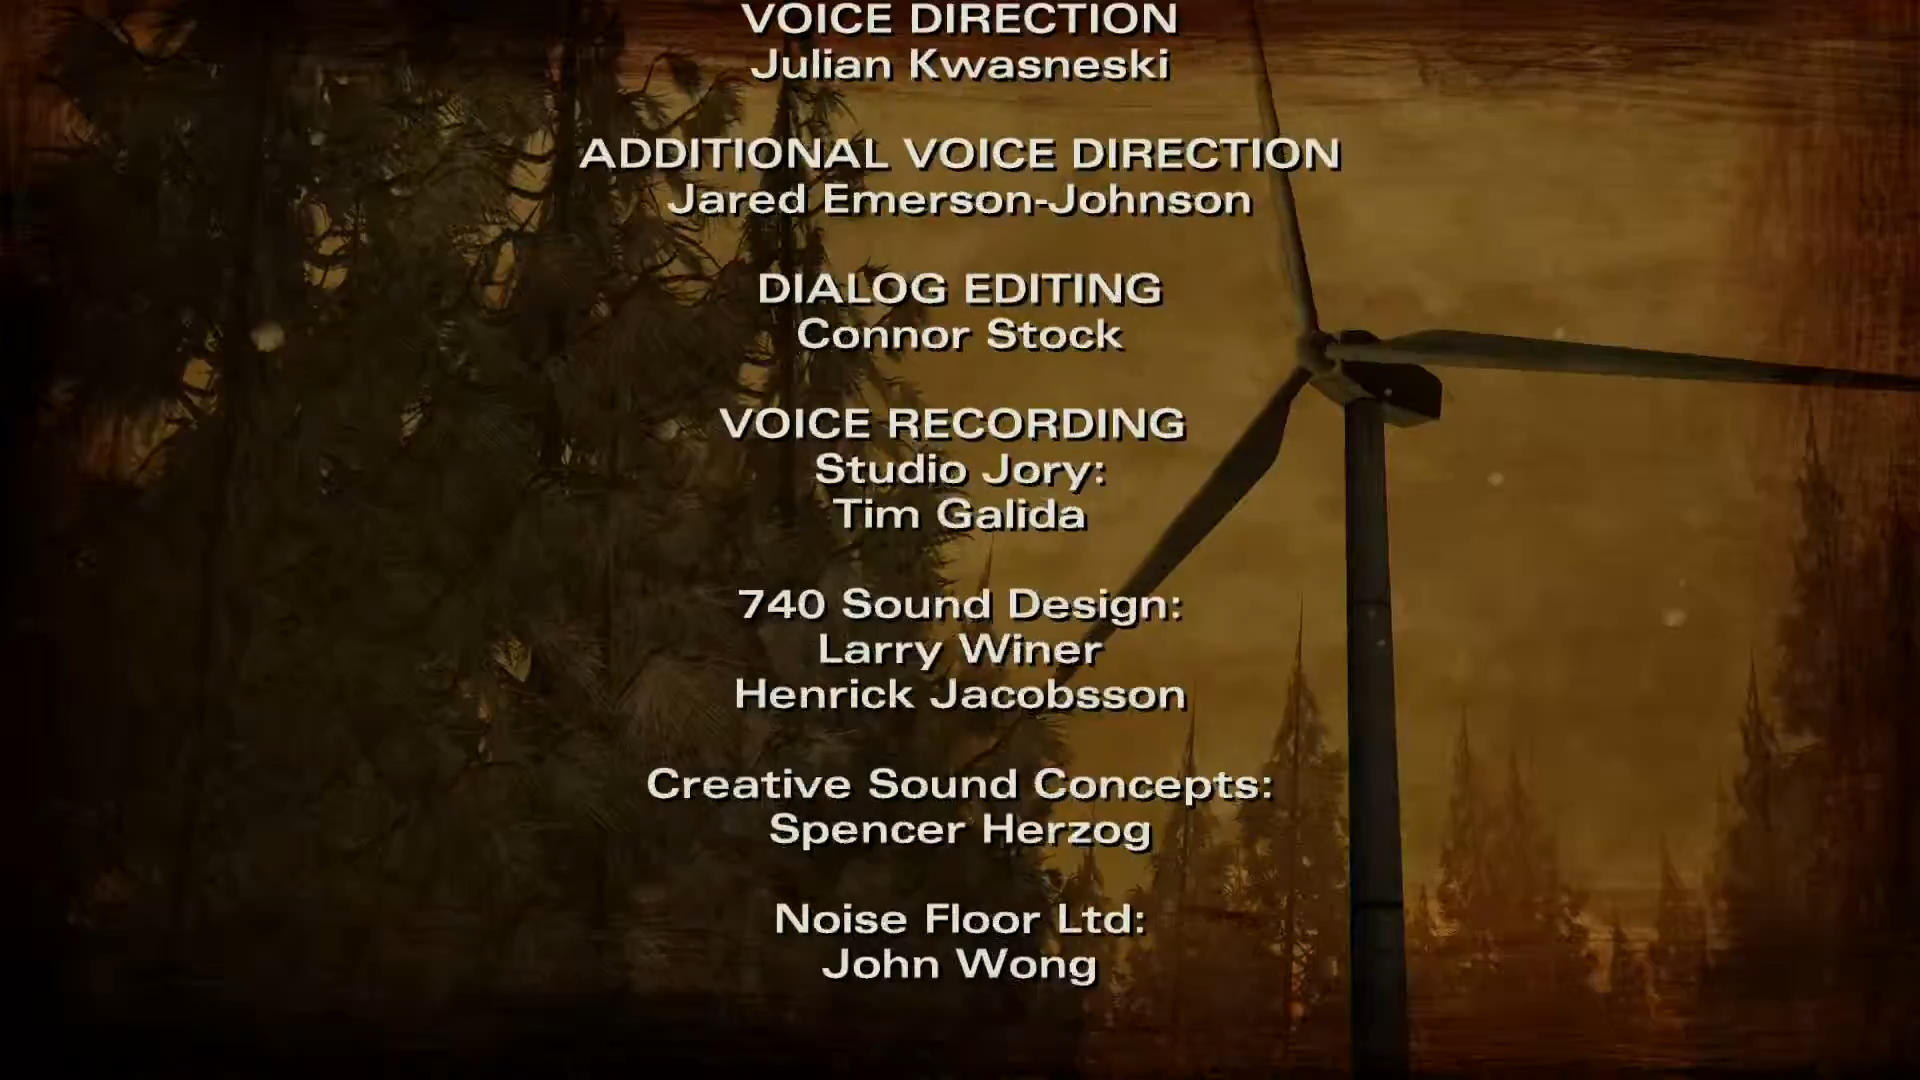 VOICE DIRECTION
Julian Kwasneski
ADDITIONAL VOICE DIRECTION
Jared Emerson-Johnson
DIALOG EDITING
Connor Stock
VOICE RECORDING
Studio Jory:
Tim Galida
740 Sound Design:
Larry Winer
Henrick Jacobsson
Creative Sound Concepts:
Spencer Herzog
Noise Floor Ltd:
John Wong